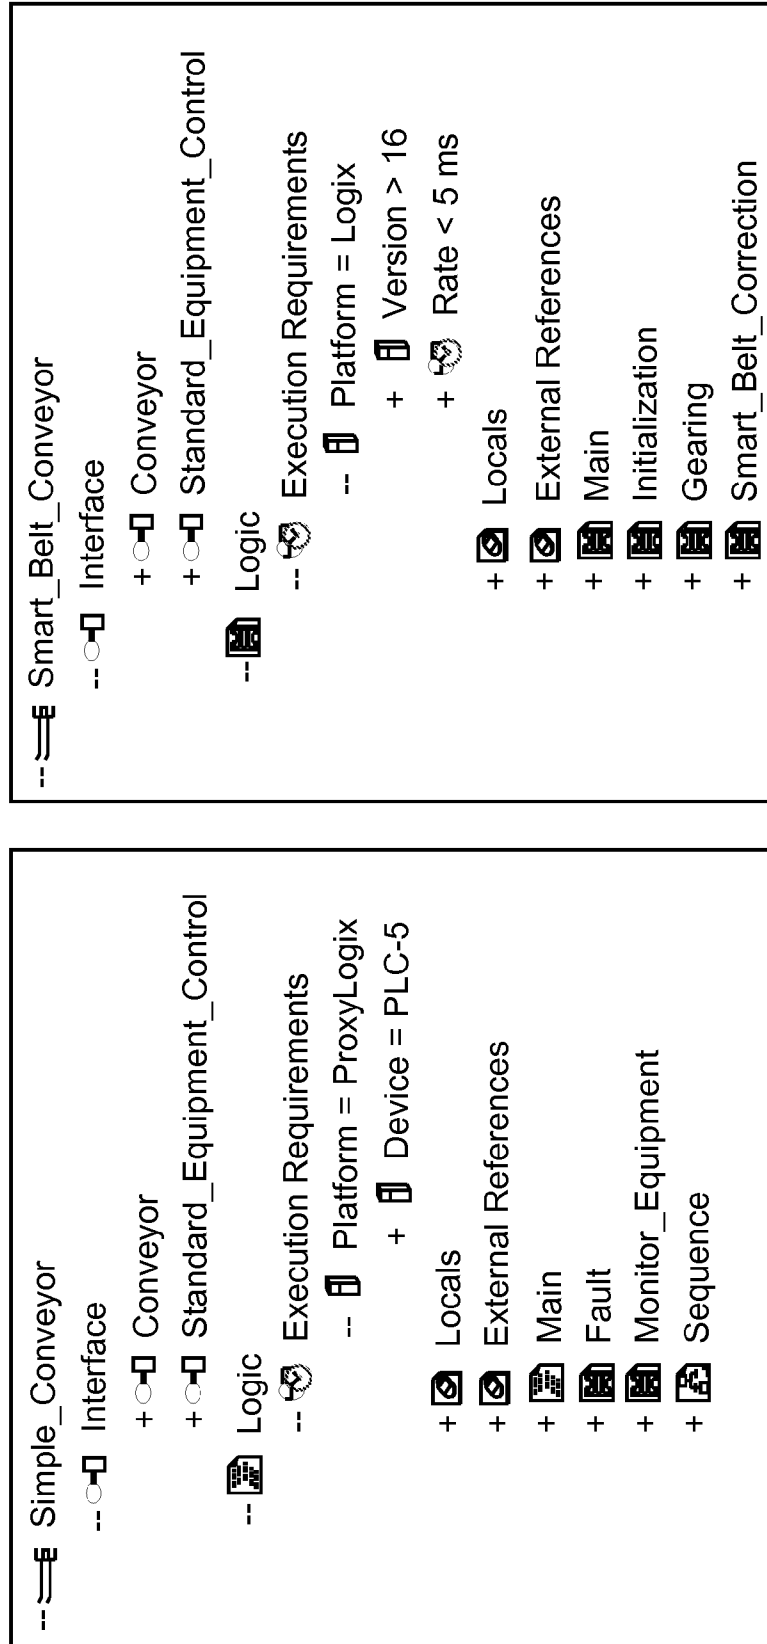 -- Simple_Conveyor
-- Interface
+ Conveyor
+ Standard_Equipment_Control
-- Logic
-- Execution Requirements
-- Platform = ProxyLogix
+ Device = PLC-5
+ Locals
+ External References
+ Main
+ Fault
+ Monitor_Equipment
+ Sequence
-- Smart_Belt_Conveyor
-- Interface
+ Conveyor
+ Standard_Equipment_Control
-- Logic
-- Execution Requirements
-- Platform = Logix
+ Version > 16
+ Rate < 5 ms
+ Locals
+ External References
+ Main
+ Initialization
+ Gearing
+ Smart_Belt_Correction